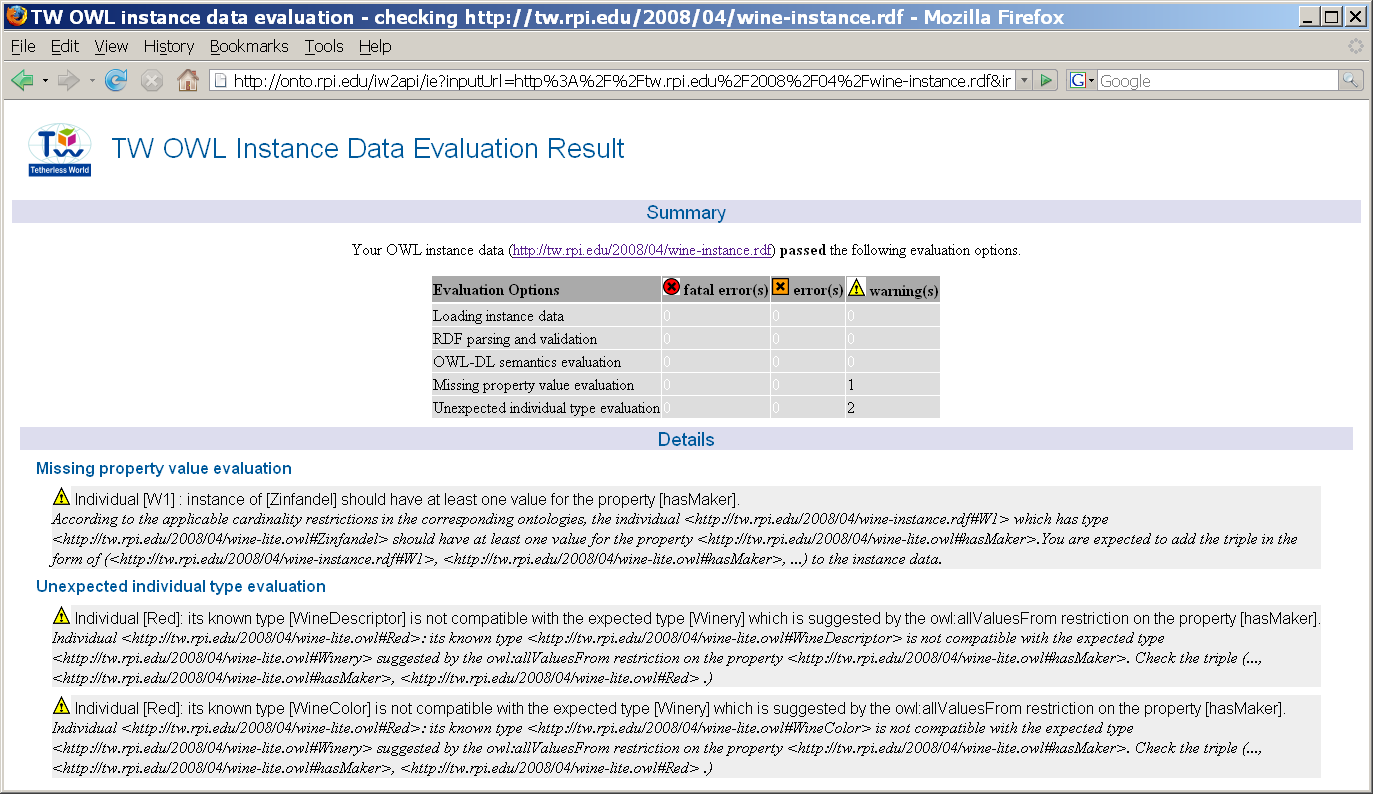 TW OWL instance data evaluation - checking http://tw.rpi.edu/2008/04/wine-instance.rdf - Mozilla Firefox
File Edit View History Bookmarks Tools Help
http://onto.rpi.edu/iw2api/ie?inputUrl=http%3A%2F%2Ftw.rpi.edu%2F2008%2F04%2Fwine-instance.rdf&ir
G Google
Tw
Tetherless World
TW OWL Instance Data Evaluation Result
Summary
Your OWL instance data (http://tw.rpi.edu/2008/04/wine-instance.rdf) passed the following evaluation options.
Evaluation Options fatal error(s) error(s) warning(s)
Loading instance data 0 0 0
RDF parsing and validation 0 0 0
OWL-DL semantics evaluation 0 0 0
Missing property value evaluation 0 0 1
Unexpected individual type evaluation 0 0 2
Details
Missing property value evaluation
Individual [W1] : instance of [Zinfandel] should have at least one value for the property [hasMaker].
According to the applicable cardinality restrictions in the corresponding ontologies, the individual <http://tw.rpi.edu/2008/04/wine-instance.rdf#W1> which has type
<http://tw.rpi.edu/2008/04/wine-lite.owl#Zinfandel> should have at least one value for the property <http://tw.rpi.edu/2008/04/wine-lite.owl#hasMaker>.You are expected to add the triple in the
form of (<http://tw.rpi.edu/2008/04/wine-instance.rdf#W1>, <http://tw.rpi.edu/2008/04/wine-lite.owl#hasMaker>, ...) to the instance data.
Unexpected individual type evaluation
Individual [Red]: its known type [WineDescriptor] is not compatible with the expected type [Winery] which is suggested by the owl:allValuesFrom restriction on the property [hasMaker].
Individual <http://tw.rpi.edu/2008/04/wine-lite.owl#Red>: its known type <http://tw.rpi.edu/2008/04/wine-lite.owl#WineDescriptor> is not compatible with the expected type
<http://tw.rpi.edu/2008/04/wine-lite.owl#Winery> suggested by the owl:allValuesFrom restriction on the property <http://tw.rpi.edu/2008/04/wine-lite.owl#hasMaker>. Check the triple (...,
<http://tw.rpi.edu/2008/04/wine-lite.owl#hasMaker>, <http://tw.rpi.edu/2008/04/wine-lite.owl#Red> .)
Individual [Red]: its known type [WineColor] is not compatible with the expected type [Winery] which is suggested by the owl:allValuesFrom restriction on the property [hasMaker].
Individual <http://tw.rpi.edu/2008/04/wine-lite.owl#Red>: its known type <http://tw.rpi.edu/2008/04/wine-lite.owl#WineColor> is not compatible with the expected type
<http://tw.rpi.edu/2008/04/wine-lite.owl#Winery> suggested by the owl:allValuesFrom restriction on the property <http://tw.rpi.edu/2008/04/wine-lite.owl#hasMaker>. Check the triple (...,
<http://tw.rpi.edu/2008/04/wine-lite.owl#hasMaker>, <http://tw.rpi.edu/2008/04/wine-lite.owl#Red> .)